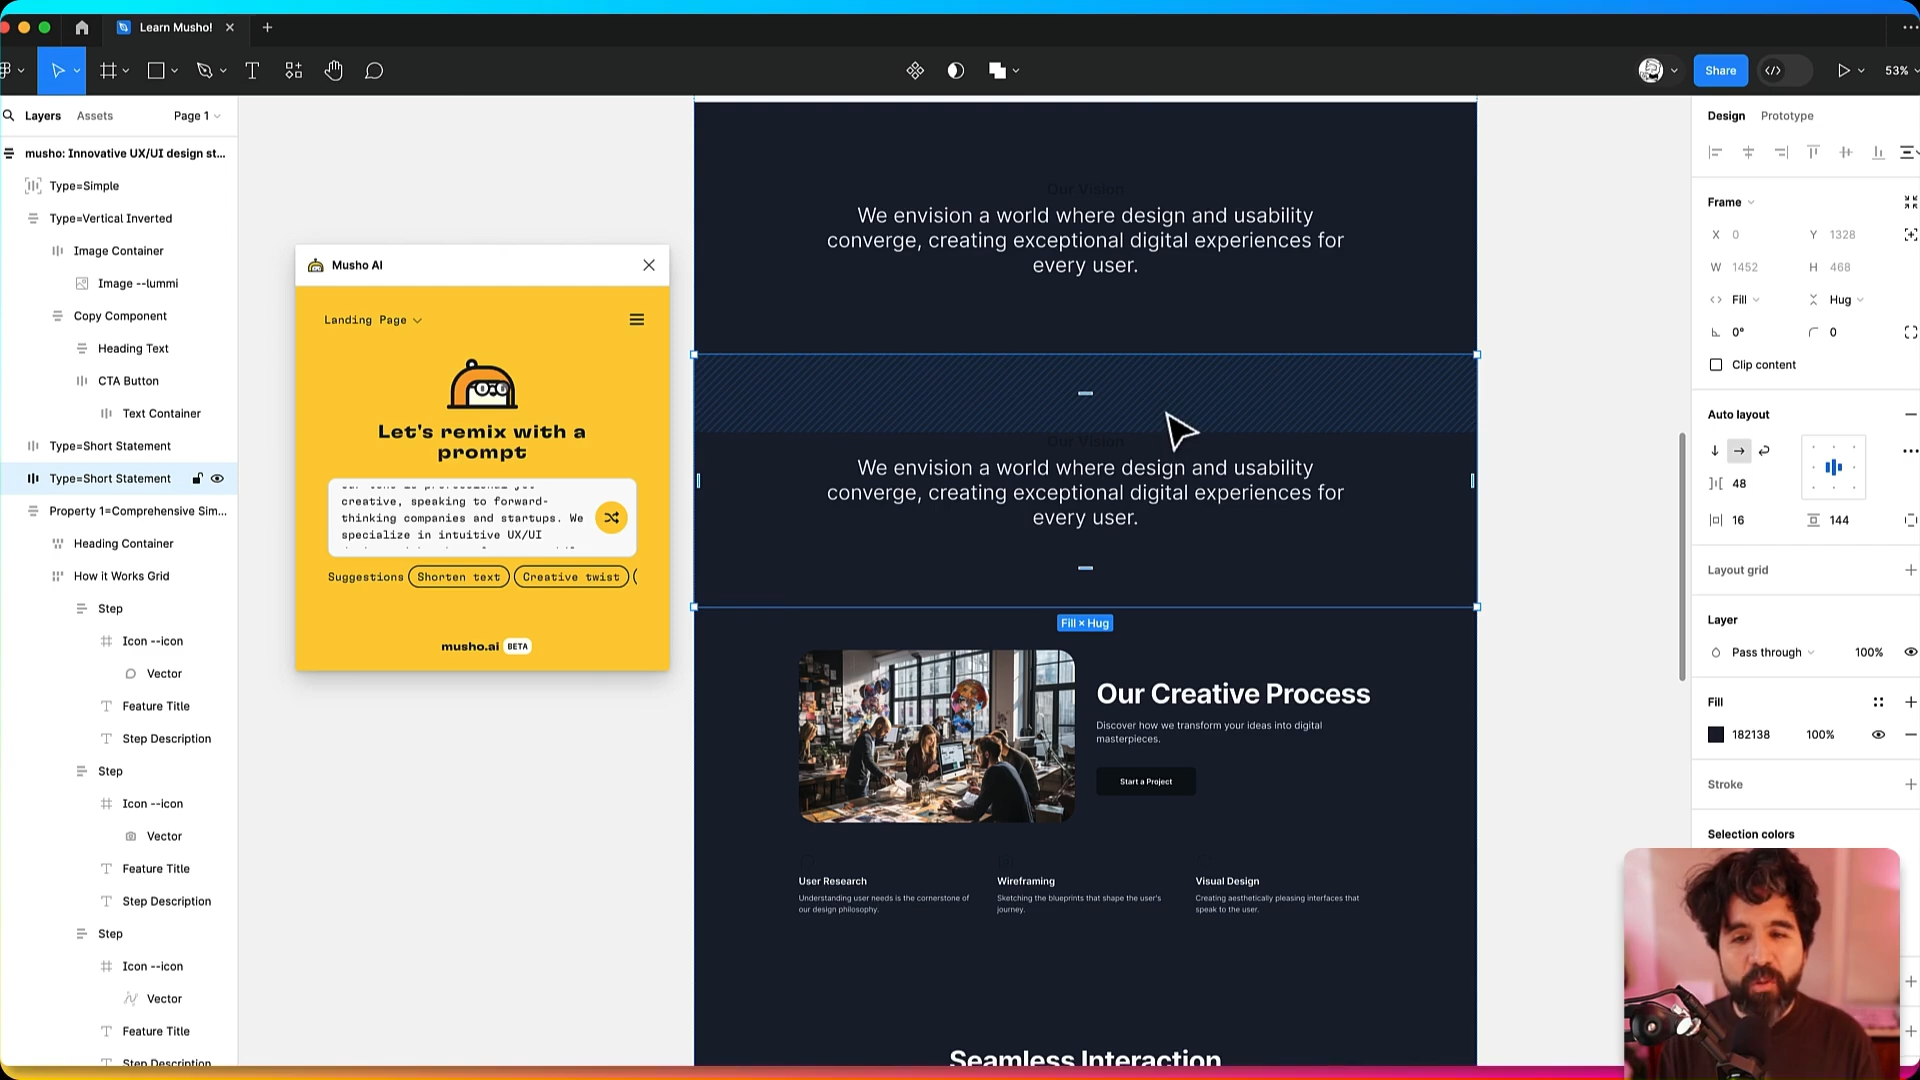 Learn Musho!
Share
53%
Layers
Assets
Page 1
musho: Innovative UX/UI design st...
Type=Simple
Type=Vertical Inverted
Image Container
Image --lummi
Copy Component
Heading Text
CTA Button
Text Container
Type=Short Statement
Type=Short Statement
Property 1=Comprehensive Sim...
Heading Container
How it Works Grid
Step
Icon --icon
Vector
Feature Title
Step Description
Step
Icon --icon
Vector
Feature Title
Step Description
Step
Icon --icon
Vector
Feature Title
Step Description
Musho AI
Landing Page
Let's remix with a
prompt
creative, speaking to forward-
thinking companies and startups. We
specialize in intuitive UX/UI
Suggestions
Shorten text
Creative twist
musho.ai
BETA
Our Vision
We envision a world where design and usability
converge, creating exceptional digital experiences for
every user.
Our Vision
We envision a world where design and usability
converge, creating exceptional digital experiences for
every user.
Fill × Hug
Our Creative Process
Discover how we transform your ideas into digital
masterpieces.
Start a Project
User Research
Understanding user needs is the cornerstone of
our design philosophy.
Wireframing
Sketching the blueprints that shape the user's
journey.
Visual Design
Creating aesthetically pleasing interfaces that
speak to the user.
Seamless Interaction
Design
Prototype
Frame
X 0
Y 1328
W 1452
H 468
Fill
Hug
0°
0
Clip content
Auto layout
48
16
144
Layout grid
Layer
Pass through
100%
Fill
182138
100%
Stroke
Selection colors